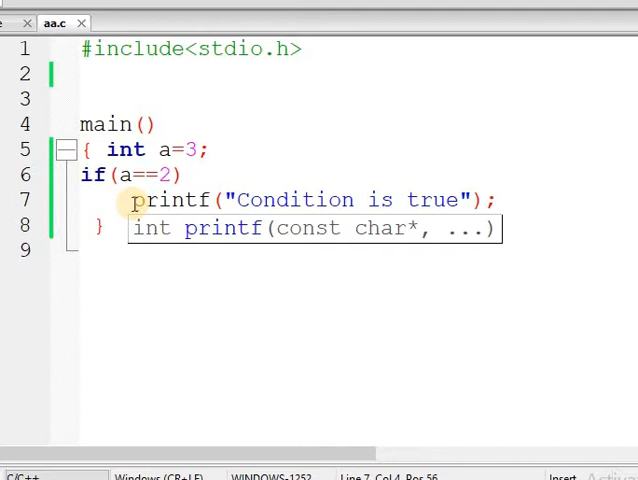 aa.c
1 #include<stdio.h>
2
3
4 main()
5 { int a=3;
6 if(a==2)
7 printf("Condition is true");
8 }
int printf(const char*, ...)
9
C/C++ Windows (CR+LF) WINDOWS-1252 Line 7, Col 4, Pos 56 Insert